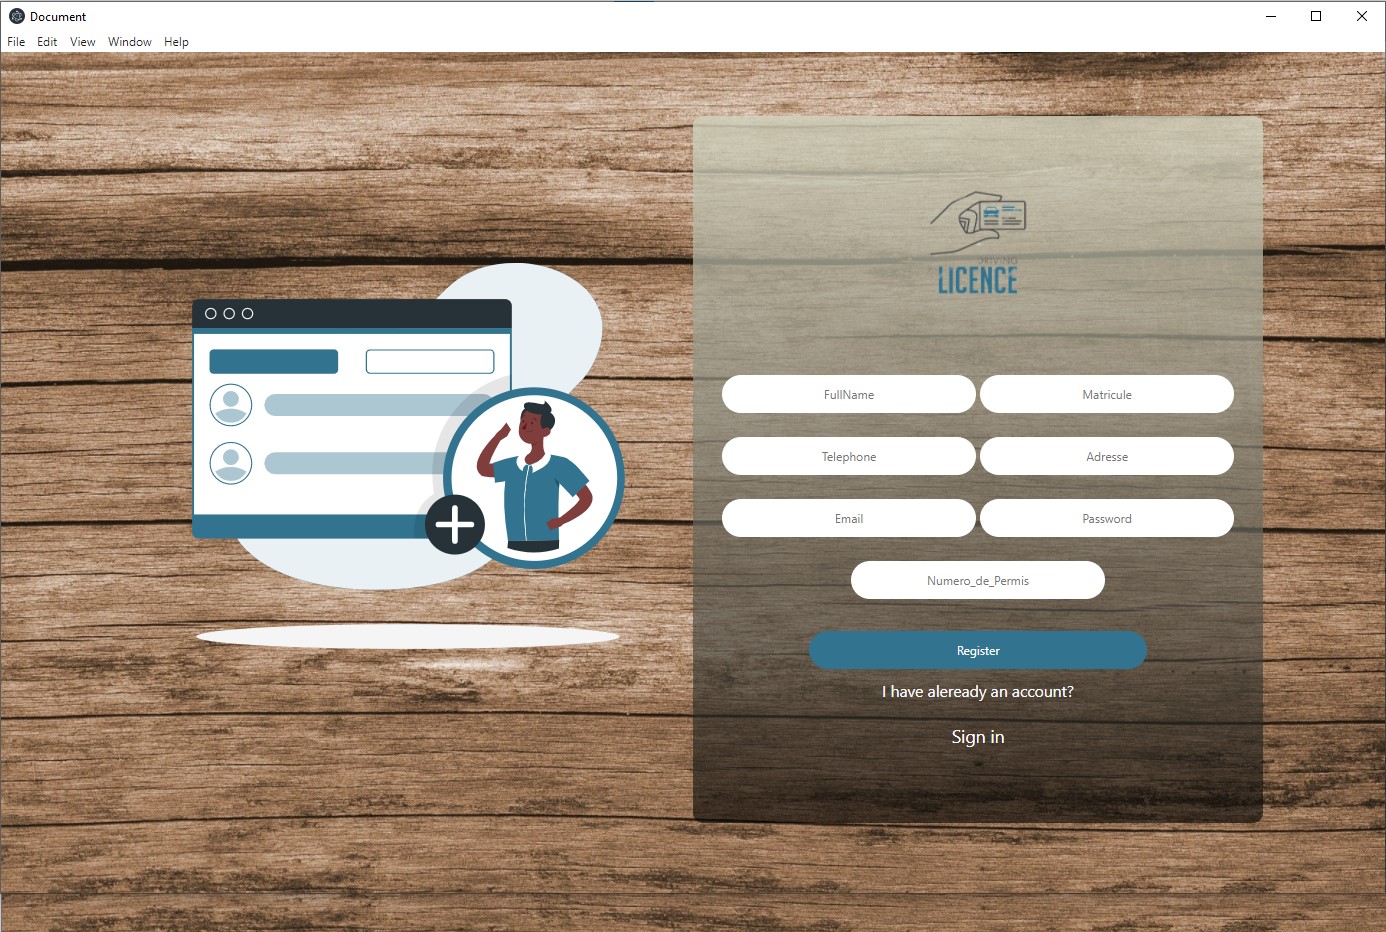 Document
File Edit View Window Help
DRIVING
LICENCE
FullName Matricule
Telephone Adresse
Email Password
Numero_de_Permis
Register
I have aleready an account?
Sign in